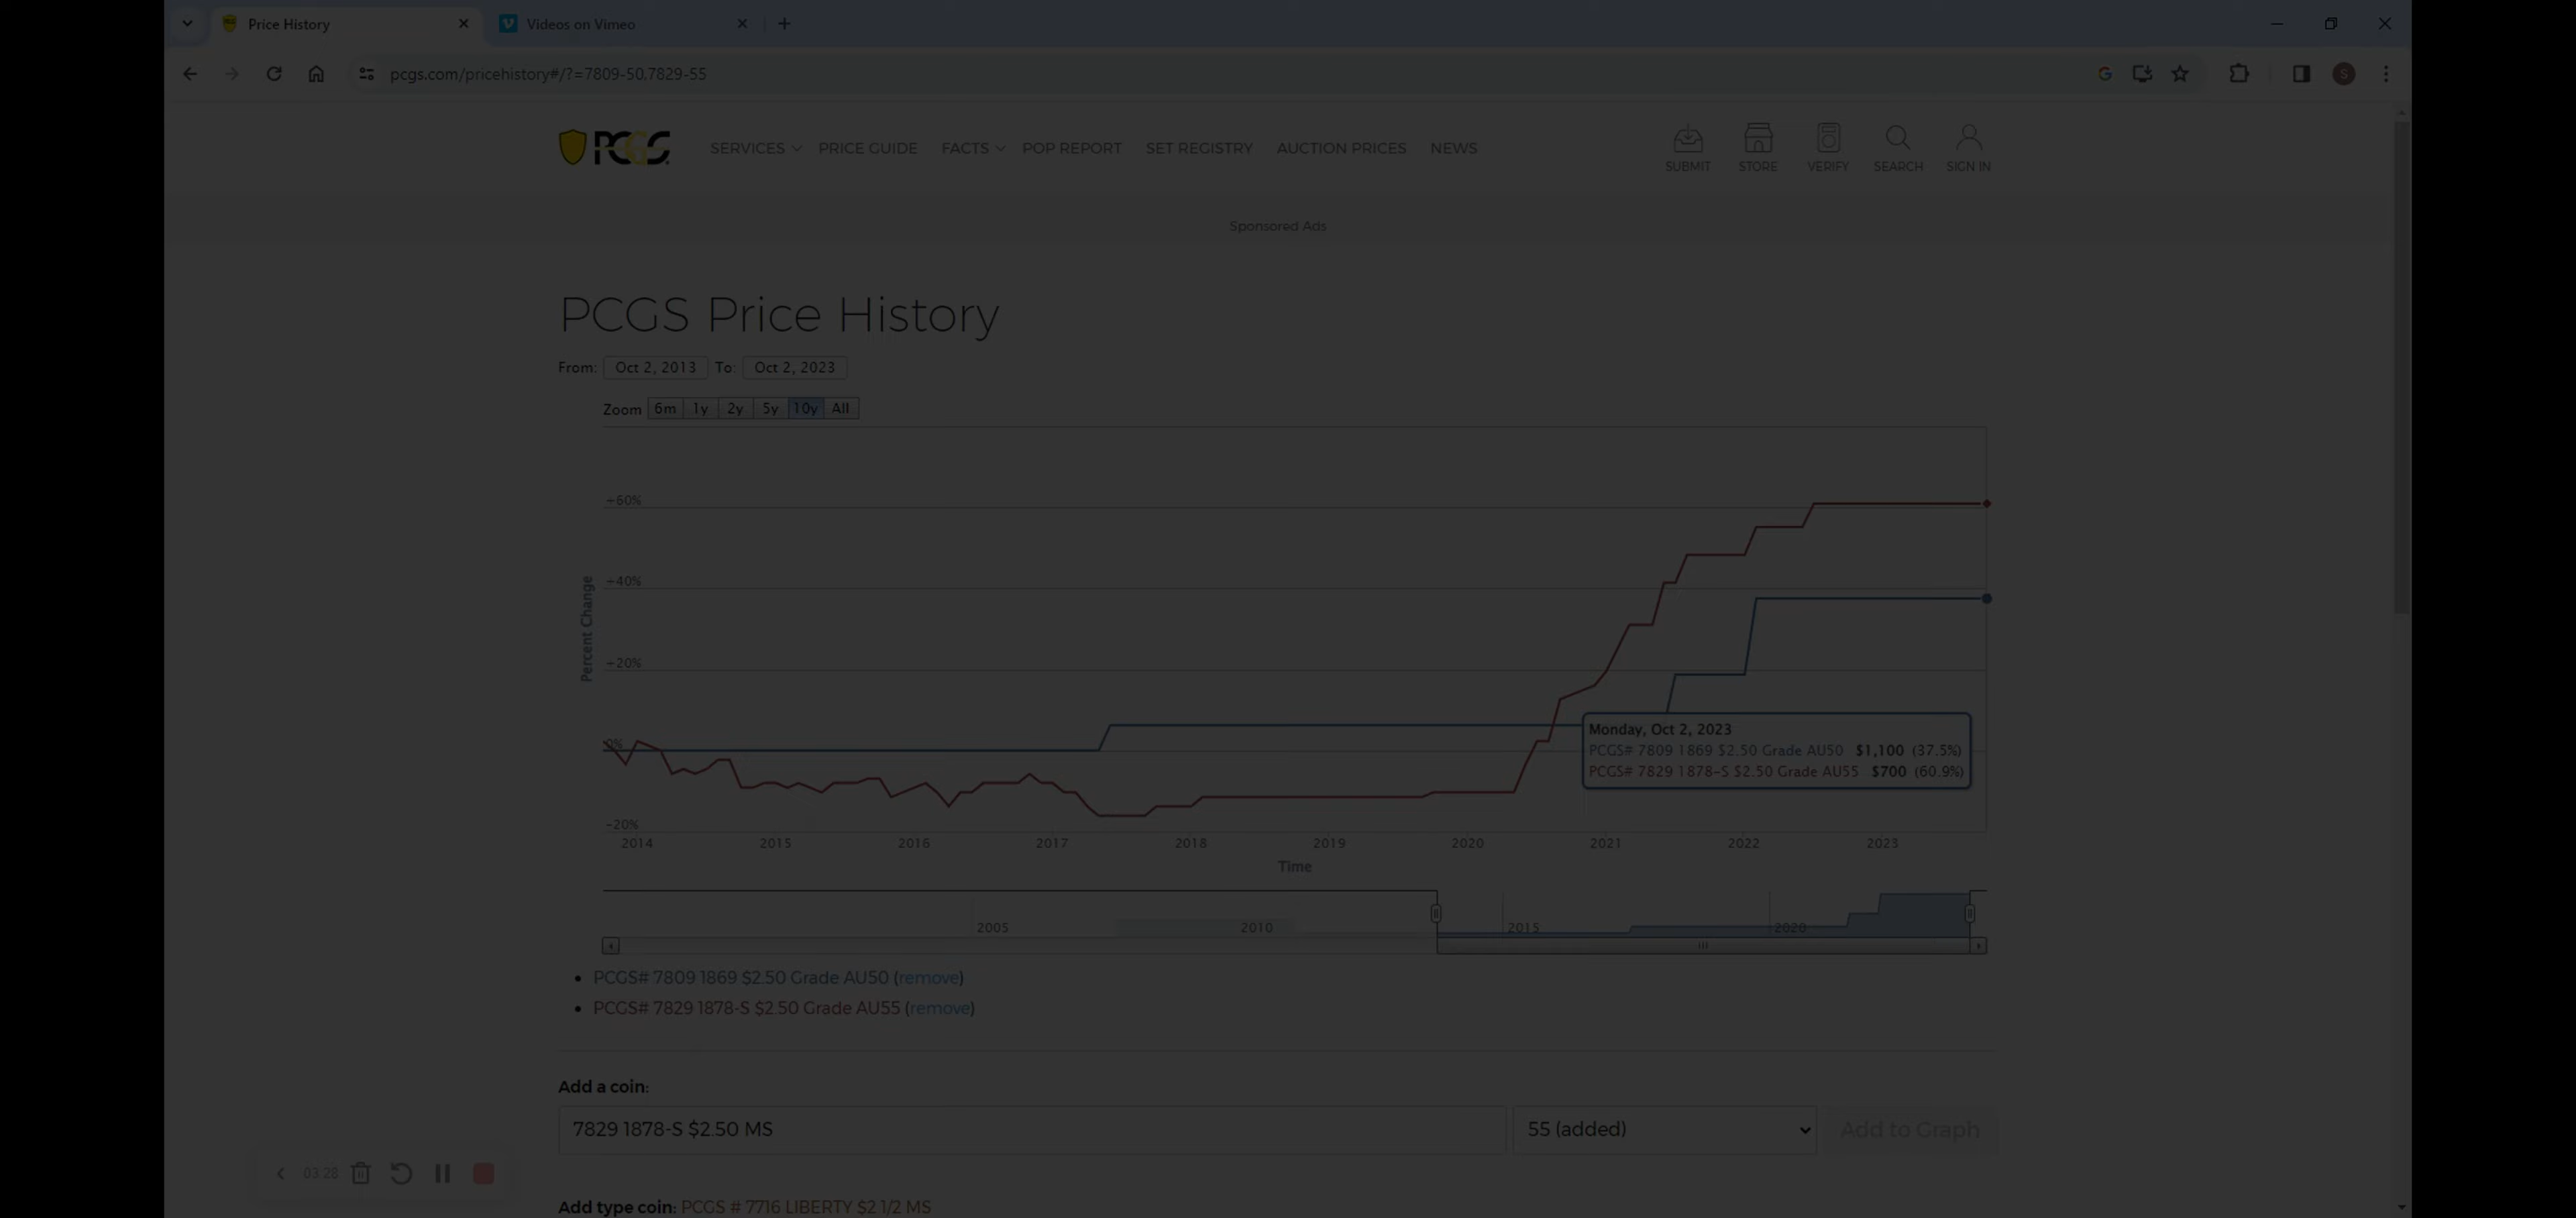 Price History
Videos on Vimeo
pcgs.com/pricehistory#/?=7809-50,7829-55
S
PCGS
SERVICES PRICE GUIDE FACTS POP REPORT SET REGISTRY AUCTION PRICES NEWS
SUBMIT STORE VERIFY SEARCH SIGN IN
Sponsored Ads
PCGS Price History
From: Oct 2, 2013 To: Oct 2, 2023
Zoom 6m 1y 2y 5y 10y All
+60%
+40%
+20%
0%
-20%
Percent Change
Monday, Oct 2, 2023
PCGS# 7809 1869 $2.50 Grade AU50 $1,100 (37.5%)
PCGS# 7829 1878-S $2.50 Grade AU55 $700 (60.9%)
2014 2015 2016 2017 2018 2019 2020 2021 2022 2023
Time
2005 2010 2015 2020
• PCGS# 7809 1869 $2.50 Grade AU50 (remove)
• PCGS# 7829 1878-S $2.50 Grade AU55 (remove)
Add a coin:
7829 1878-S $2.50 MS 55 (added) Add to Graph
03:28
Add type coin: PCGS # 7716 LIBERTY $2 1/2 MS